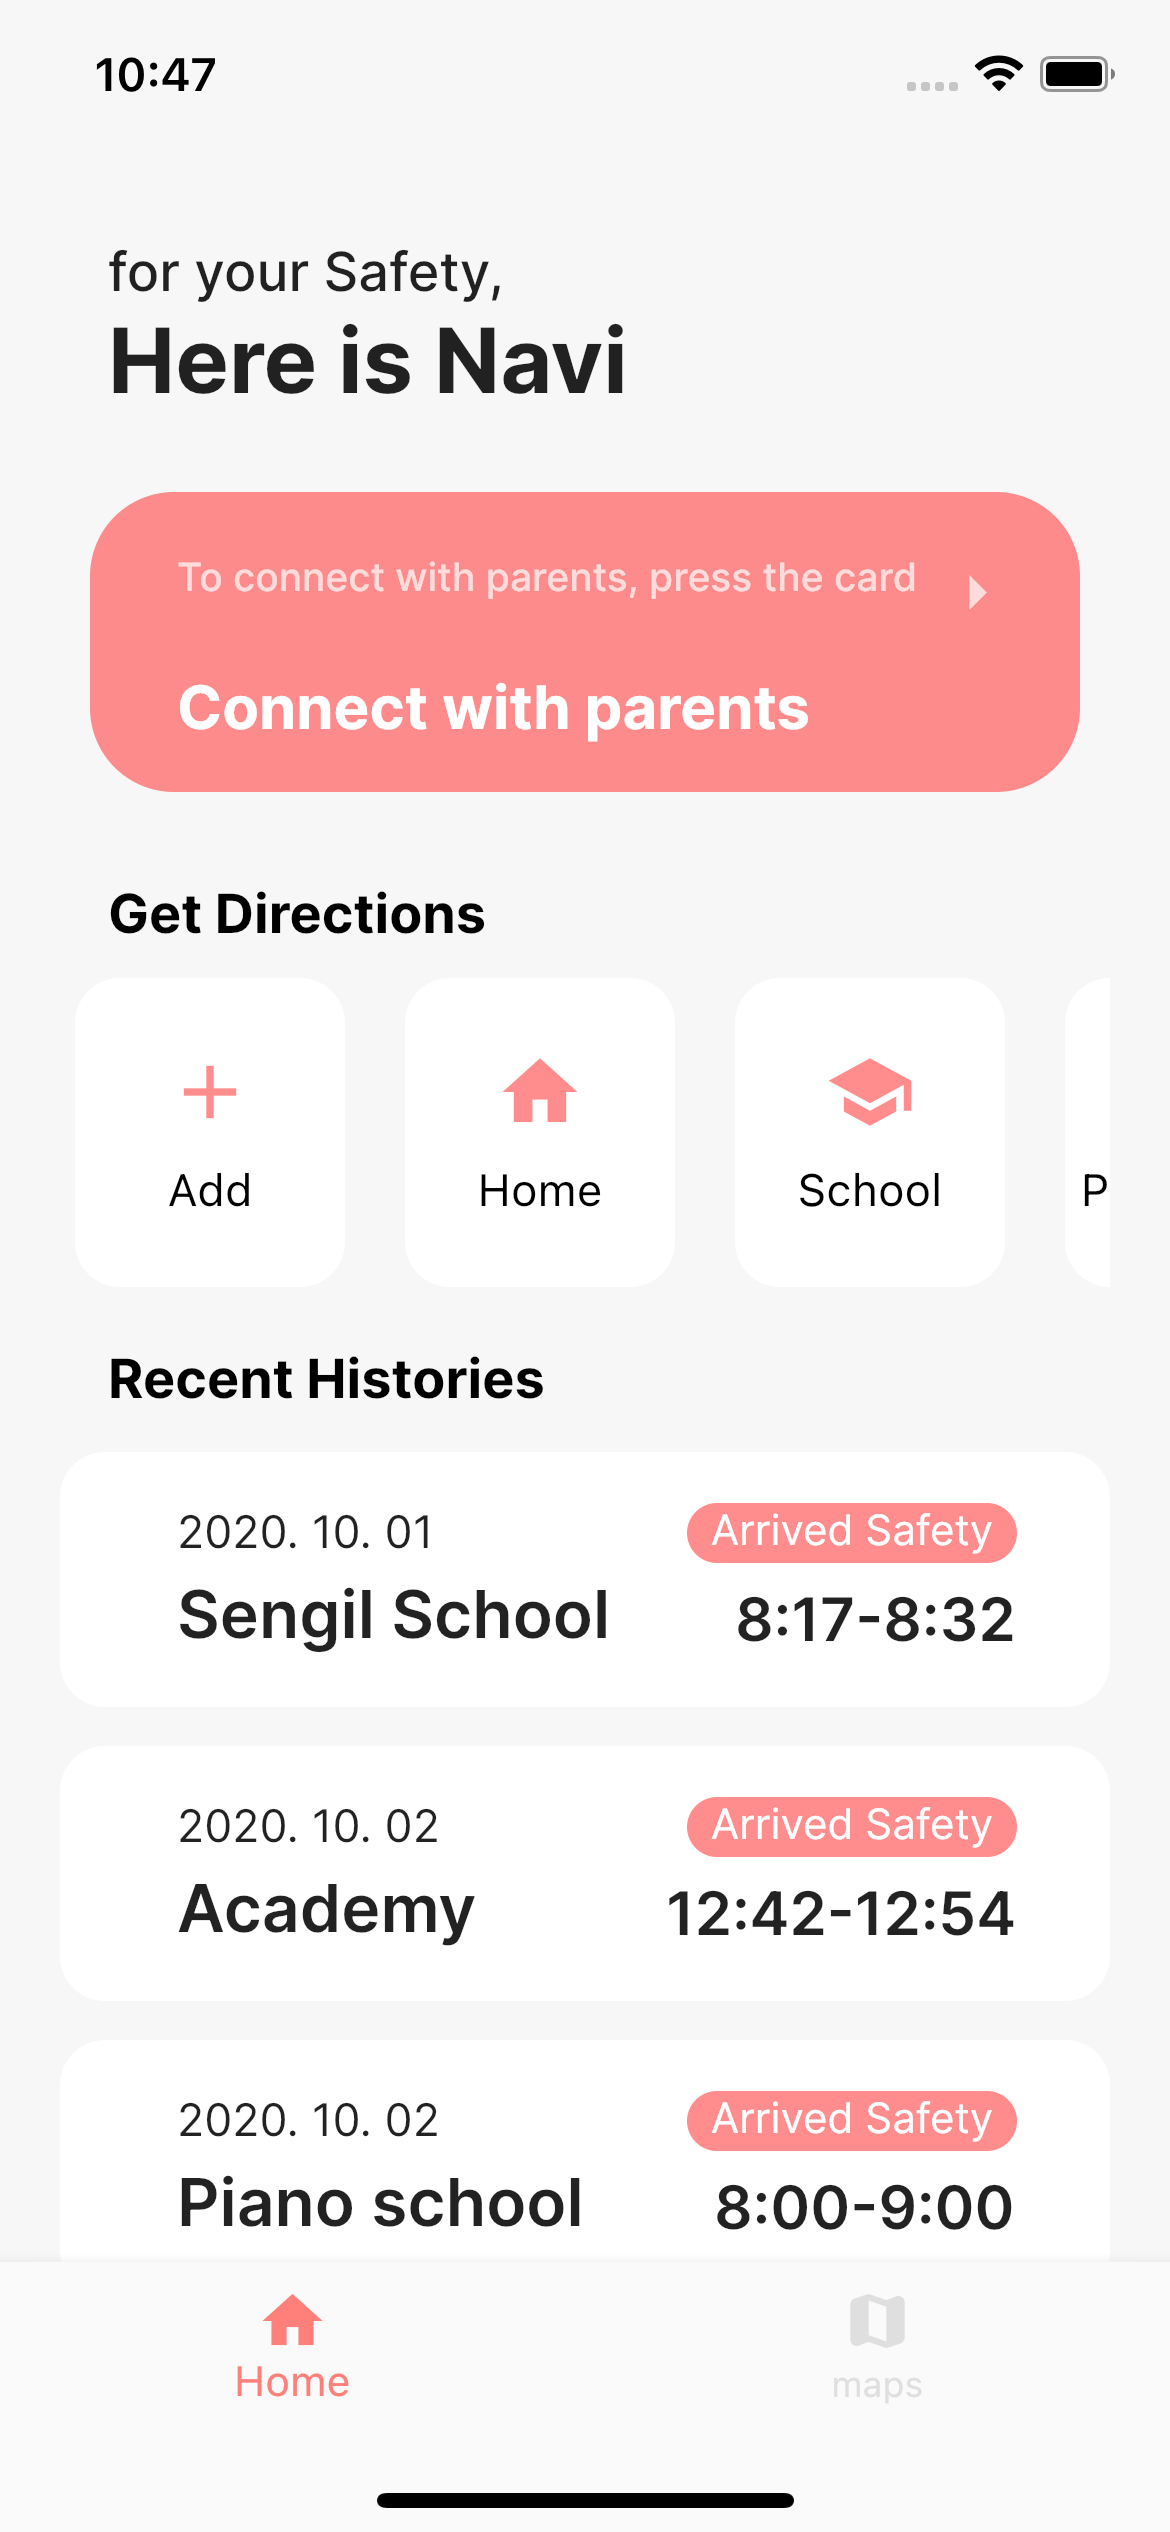 10:47
for your Safety,
Here is Navi
To connect with parents, press the card
Connect with parents
Get Directions
Add
Home
School
P
Recent Histories
2020. 10. 01
Arrived Safety
Sengil School
8:17-8:32
2020. 10. 02
Arrived Safety
Academy
12:42-12:54
2020. 10. 02
Arrived Safety
Piano school
8:00-9:00
Home
maps